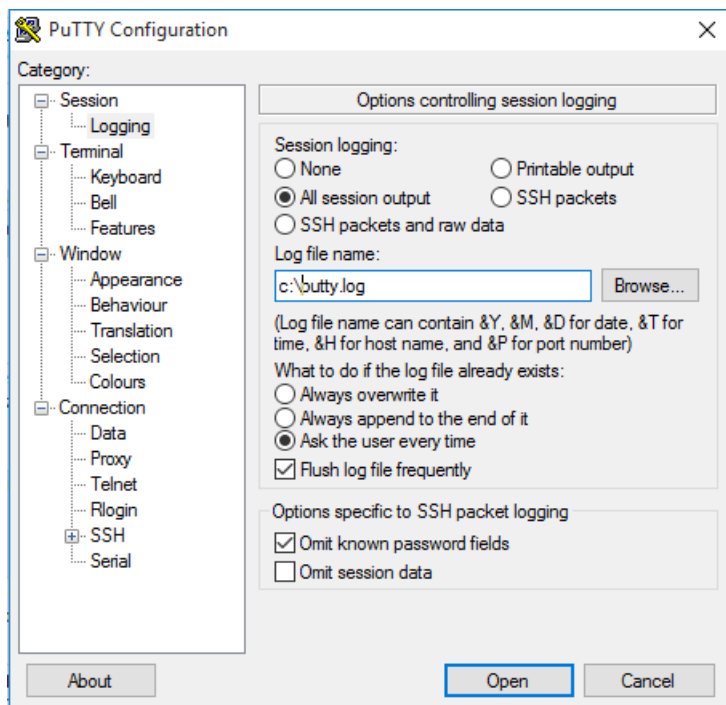 PuTTY Configuration
Category:
Session
Logging
Terminal
Keyboard
Bell
Features
Window
Appearance
Behaviour
Translation
Selection
Colours
Connection
Data
Proxy
Telnet
Rlogin
SSH
Serial
Options controlling session logging
Session logging:
None
Printable output
All session output
SSH packets
SSH packets and raw data
Log file name:
c:\putty.log
Browse...
(Log file name can contain &Y, &M, &D for date, &T for
time, &H for host name, and &P for port number)
What to do if the log file already exists:
Always overwrite it
Always append to the end of it
Ask the user every time
Flush log file frequently
Options specific to SSH packet logging
Omit known password fields
Omit session data
About
Open
Cancel